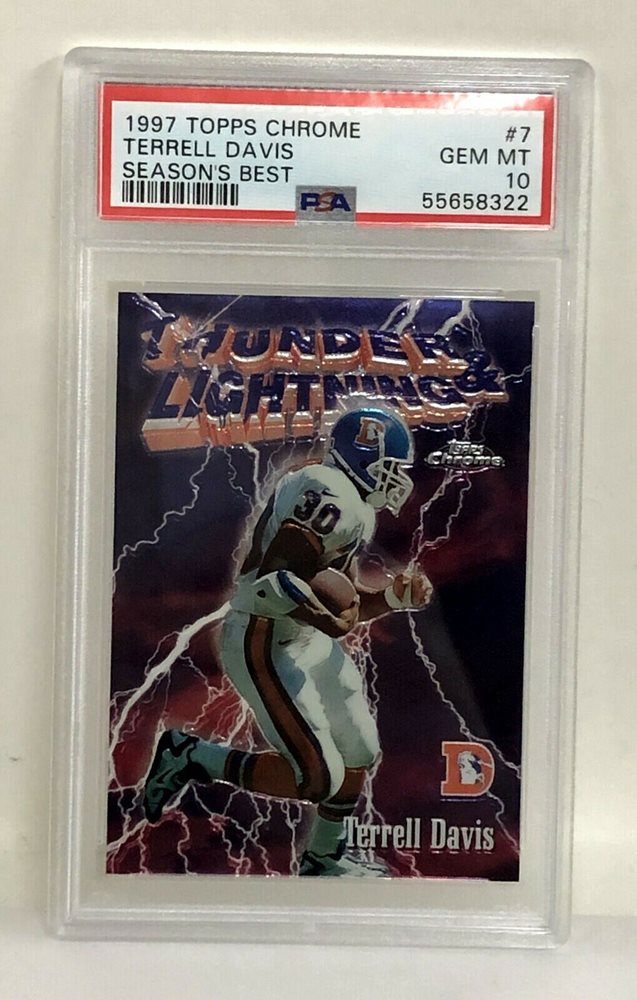 1997 TOPPS CHROME #7
TERRELL DAVIS GEM MT
SEASON'S BEST 10
PSA 55658322
THUNDER &
LIGHTNING
D
Topps
Chrome
30
D
Terrell Davis